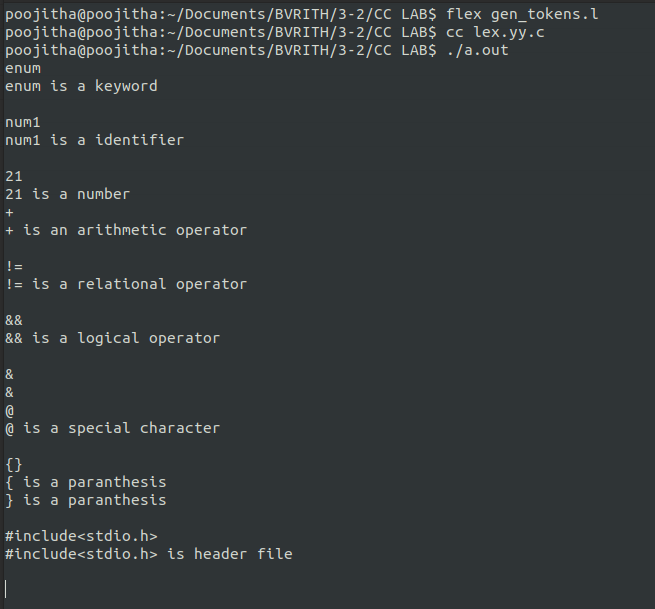 poojitha@poojitha:~/Documents/BVRITH/3-2/CC LAB$ flex gen_tokens.l
poojitha@poojitha:~/Documents/BVRITH/3-2/CC LAB$ cc lex.yy.c
poojitha@poojitha:~/Documents/BVRITH/3-2/CC LAB$ ./a.out
enum
enum is a keyword
num1
num1 is a identifier
21
21 is a number
+
+ is an arithmetic operator
!=
!= is a relational operator
&&
&& is a logical operator
&
&
@
@ is a special character
{}
{ is a paranthesis
} is a paranthesis
#include<stdio.h>
#include<stdio.h> is header file